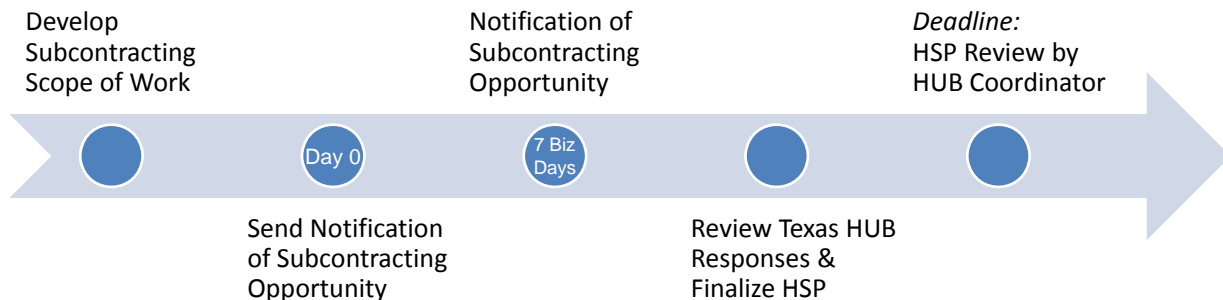 Develop
Subcontracting
Scope of Work
Notification of
Subcontracting
Opportunity
Deadline:
HSP Review by
HUB Coordinator
Day 0
7 Biz
Days
Send Notification
of Subcontracting
Opportunity
Review Texas HUB
Responses &
Finalize HSP